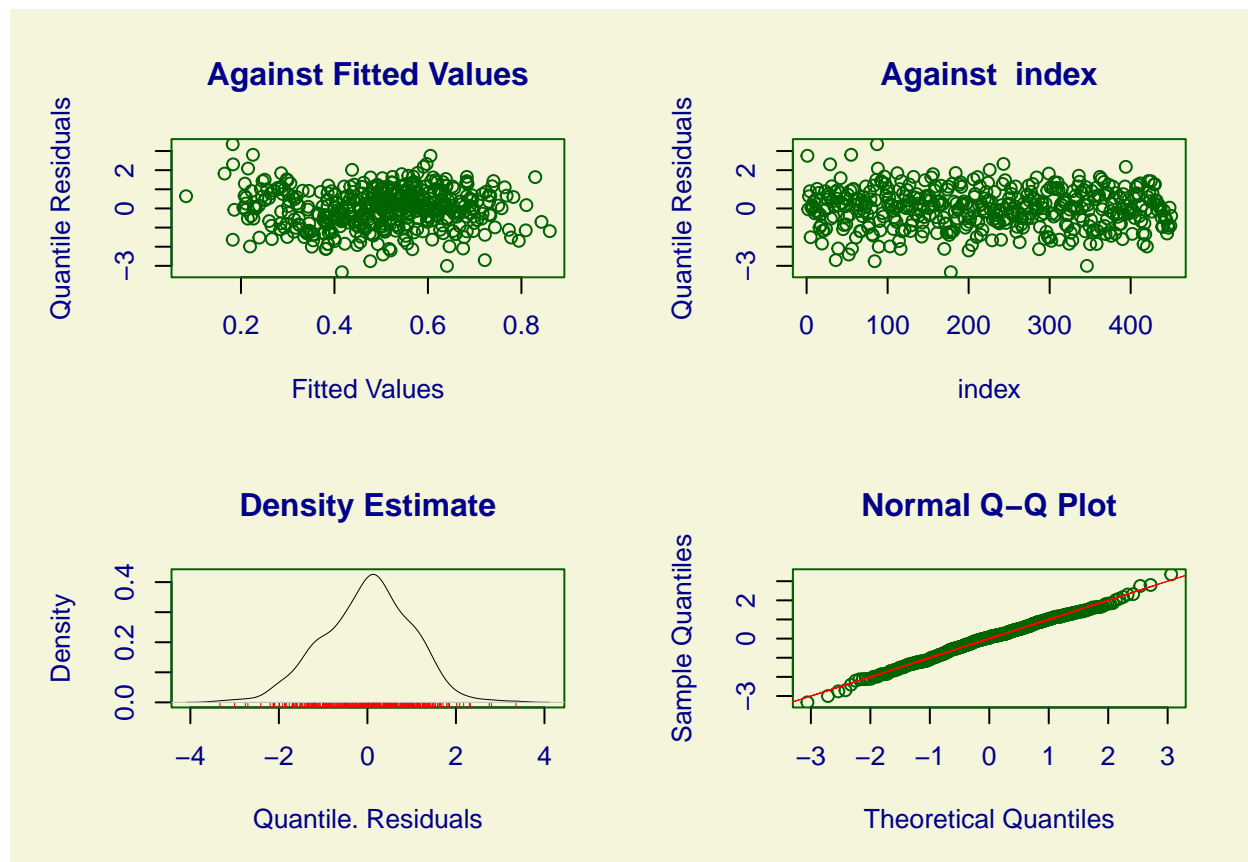 Against Fitted Values
Quantile Residuals
−3 0 2
0.2 0.4 0.6 0.8
Fitted Values
Against  index
Quantile Residuals
−3 0 2
0 100 200 300 400
index
Density Estimate
Density
0.0 0.2 0.4
−4 −2 0 2 4
Quantile. Residuals
Normal Q−Q Plot
Sample Quantiles
−3 0 2
−3 −2 −1 0 1 2 3
Theoretical Quantiles